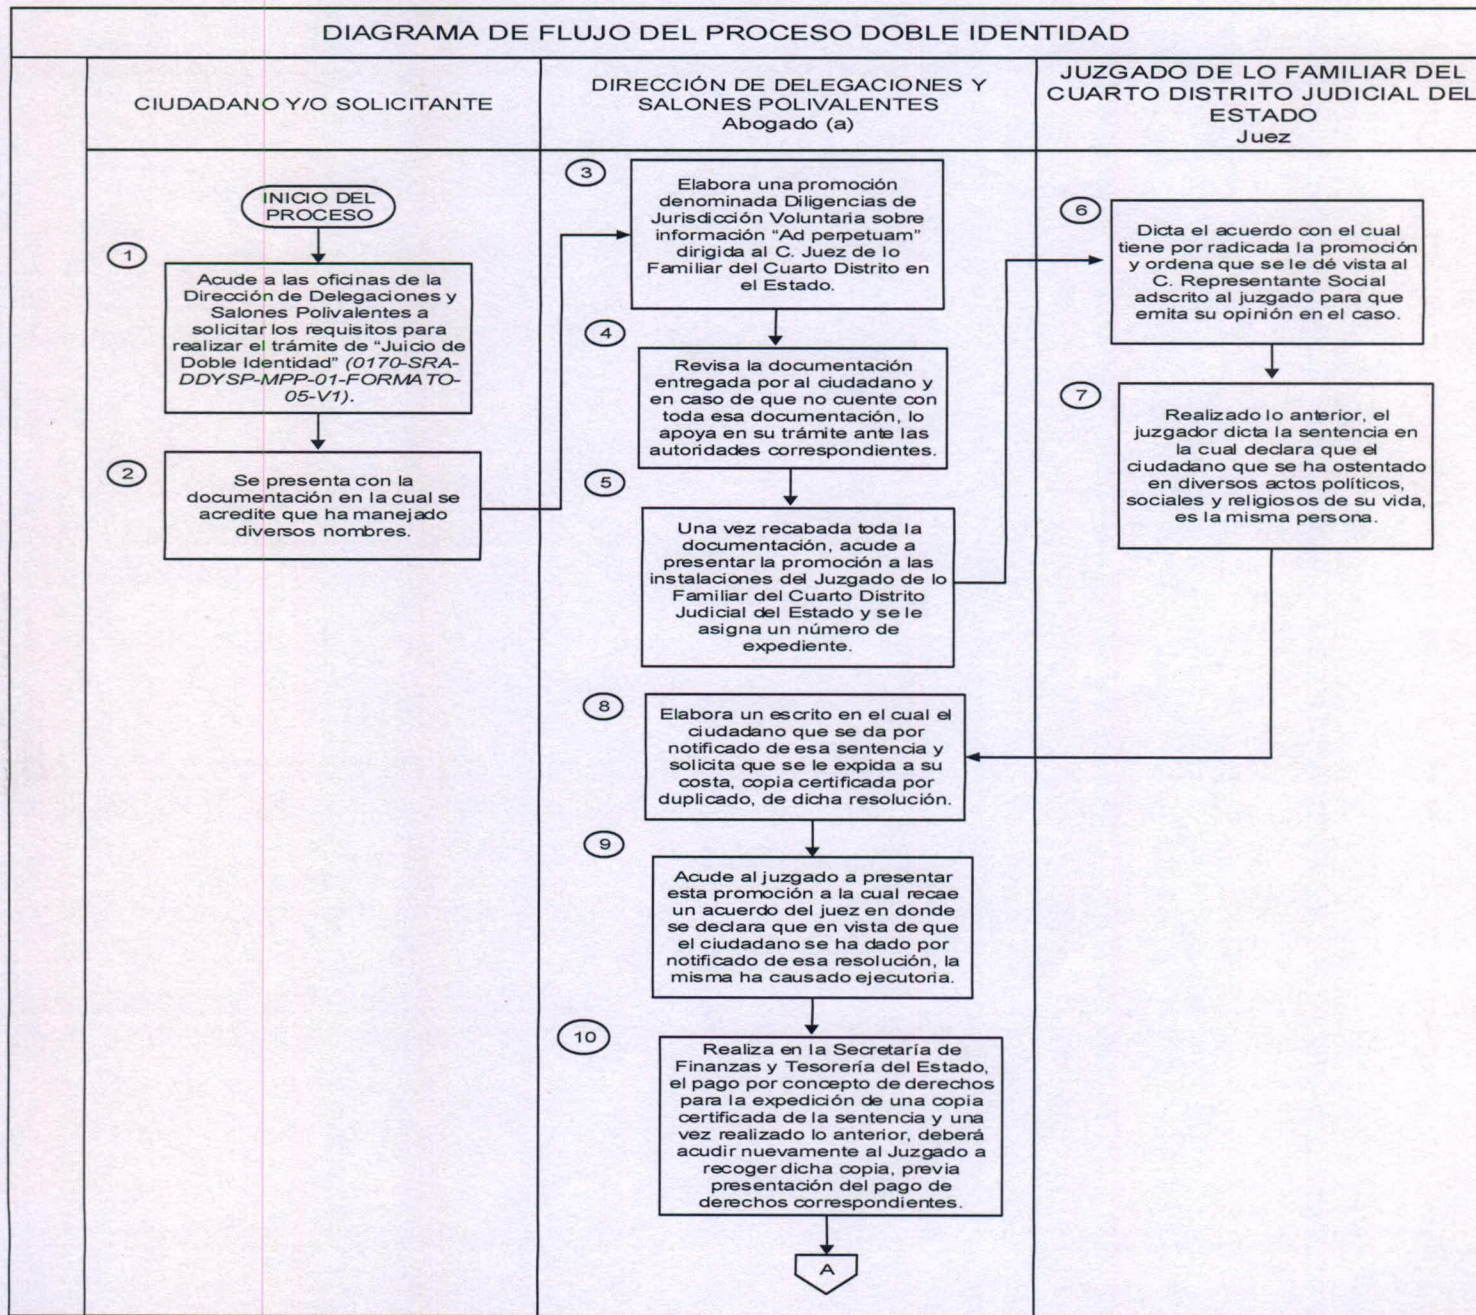 DIAGRAMA DE FLUJO DEL PROCESO DOBLE IDENTIDAD
CIUDADANO Y/O SOLICITANTE
DIRECCIÓN DE DELEGACIONES Y
SALONES POLIVALENTES
Abogado (a)
JUZGADO DE LO FAMILIAR DEL
CUARTO DISTRITO JUDICIAL DEL
ESTADO
Juez
INICIO DEL
PROCESO
1
Acude a las oficinas de la
Dirección de Delegaciones y
Salones Polivalentes a
solicitar los requisitos para
realizar el trámite de “Juicio de
Doble Identidad” (0170-SRA-
DDYSP-MPP-01-FORMATO-
05-V1).
2
Se presenta con la
documentación en la cual se
acredite que ha manejado
diversos nombres.
3
Elabora una promoción
denominada Diligencias de
Jurisdicción Voluntaria sobre
información “Ad perpetuam”
dirigida al C. Juez de lo
Familiar del Cuarto Distrito en
el Estado.
4
Revisa la documentación
entregada por al ciudadano y
en caso de que no cuente con
toda esa documentación, lo
apoya en su trámite ante las
autoridades correspondientes.
5
Una vez recabada toda la
documentación, acude a
presentar la promoción a las
instalaciones del Juzgado de lo
Familiar del Cuarto Distrito
Judicial del Estado y se le
asigna un número de
expediente.
6
Dicta el acuerdo con el cual
tiene por radicada la promoción
y ordena que se le dé vista al
C. Representante Social
adscrito al juzgado para que
emita su opinión en el caso.
7
Realizado lo anterior, el
juzgador dicta la sentencia en
la cual declara que el
ciudadano que se ha ostentado
en diversos actos políticos,
sociales y religiosos de su vida,
es la misma persona.
8
Elabora un escrito en el cual el
ciudadano que se da por
notificado de esa sentencia y
solicita que se le expida a su
costa, copia certificada por
duplicado, de dicha resolución.
9
Acude al juzgado a presentar
esta promoción a la cual recae
un acuerdo del juez en donde
se declara que en vista de que
el ciudadano se ha dado por
notificado de esa resolución, la
misma ha causado ejecutoria.
10
Realiza en la Secretaría de
Finanzas y Tesorería del Estado,
el pago por concepto de derechos
para la expedición de una copia
certificada de la sentencia y una
vez realizado lo anterior, deberá
acudir nuevamente al Juzgado a
recoger dicha copia, previa
presentación del pago de
derechos correspondientes.
A